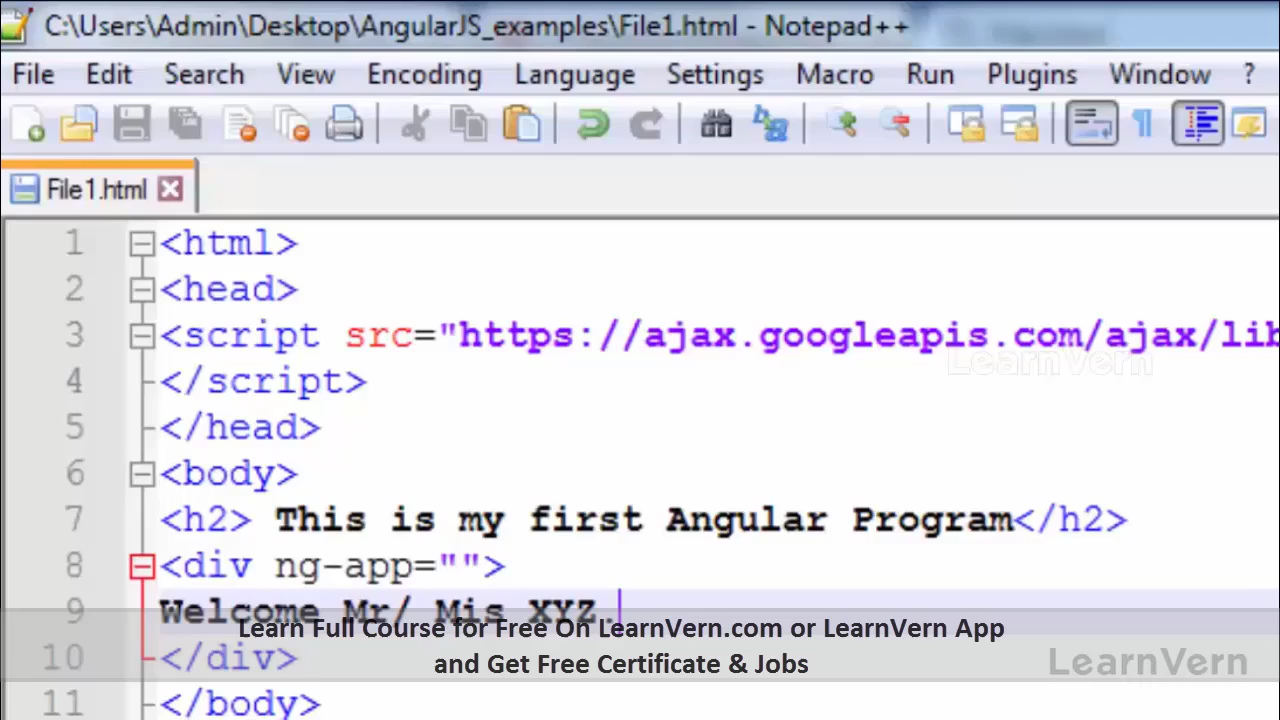 C:\Users\Admin\Desktop\AngularJS_examples\File1.html - Notepad++
File Edit Search View Encoding Language Settings Macro Run Plugins Window ?
File1.html
1 <html>
2 <head>
3 <script src="https://ajax.googleapis.com/ajax/lib
LearnVern
4 </script>
5 </head>
6 <body>
7 <h2> This is my first Angular Program</h2>
8 <div ng-app="">
9 Welcome Mr/ Mis XYZ.
Learn Full Course for Free On LearnVern.com or LearnVern App
and Get Free Certificate & Jobs
10 </div>
LearnVern
11 </body>